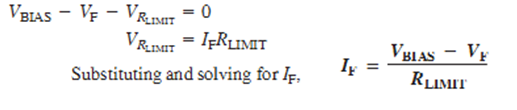 V_BIAS − V_F − V_R_LIMIT = 0
V_R_LIMIT = I_F R_LIMIT
Substituting and solving for I_F,
I_F = (V_BIAS − V_F) / R_LIMIT